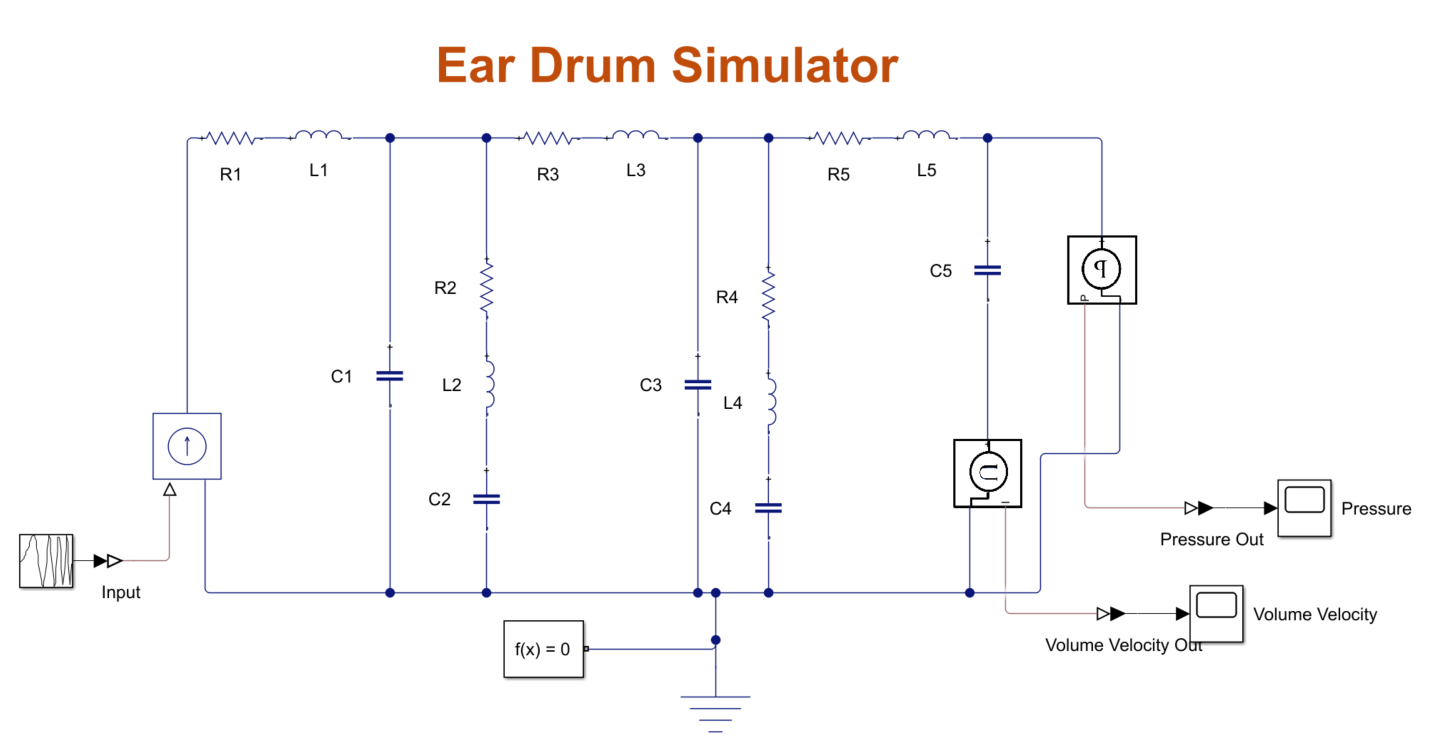 Ear Drum Simulator
R1
L1
R3
L3
R5
L5
C5
P
P
R2
R4
C1
L2
C3
L4
U
I
C2
C4
Pressure
Pressure Out
Input
Volume Velocity
Volume Velocity Out
f(x) = 0